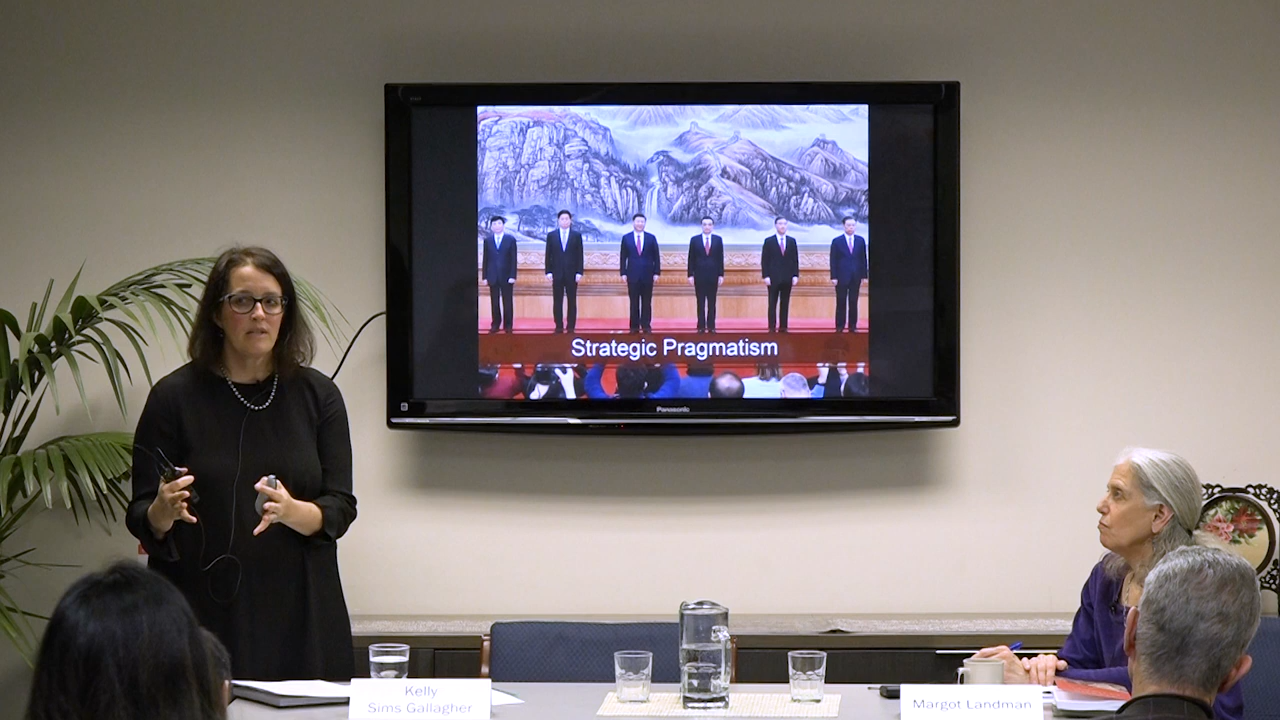 Strategic Pragmatism
Panasonic
Kelly
Sims Gallagher
Margot Landman